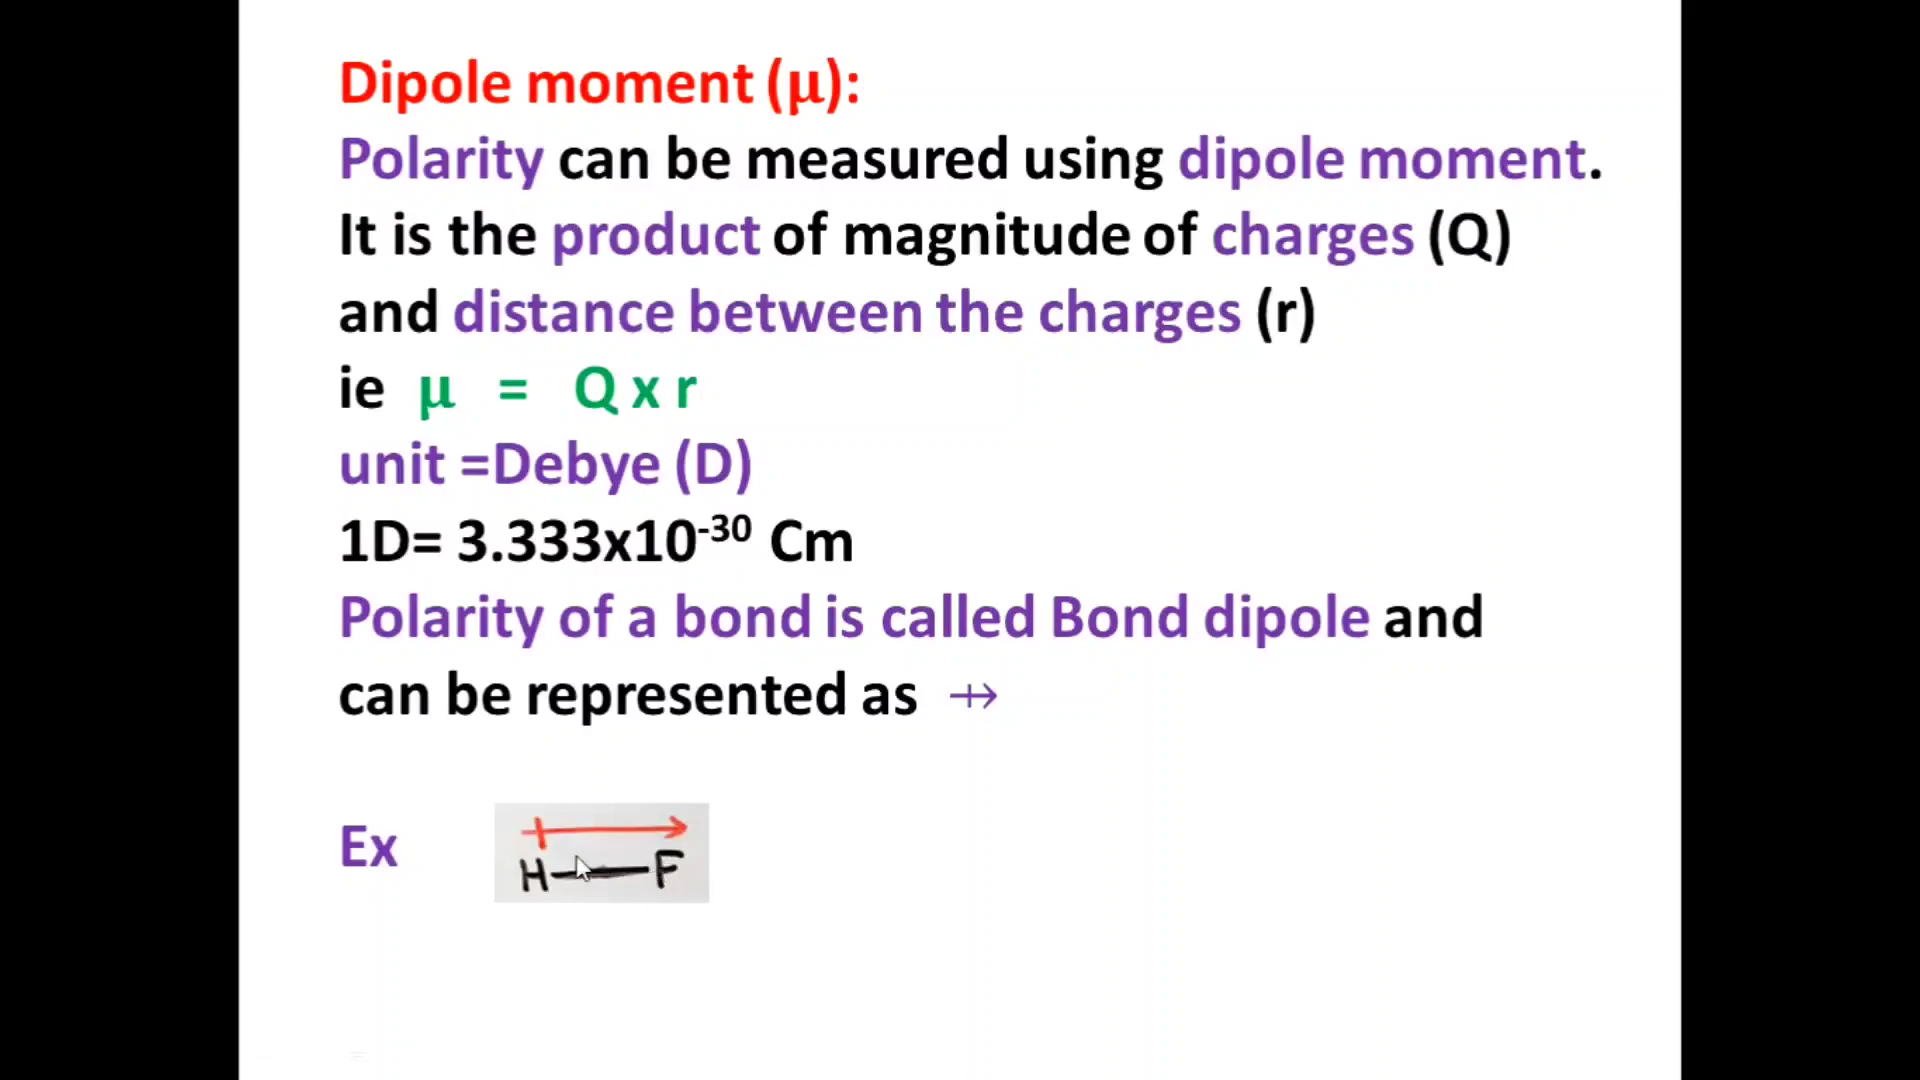 Dipole moment (μ):
Polarity can be measured using dipole moment.
It is the product of magnitude of charges (Q)
and distance between the charges (r)
ie μ = Q x r
unit =Debye (D)
1D= 3.333x10⁻³⁰ Cm
Polarity of a bond is called Bond dipole and
can be represented as ⇸
Ex
H—F